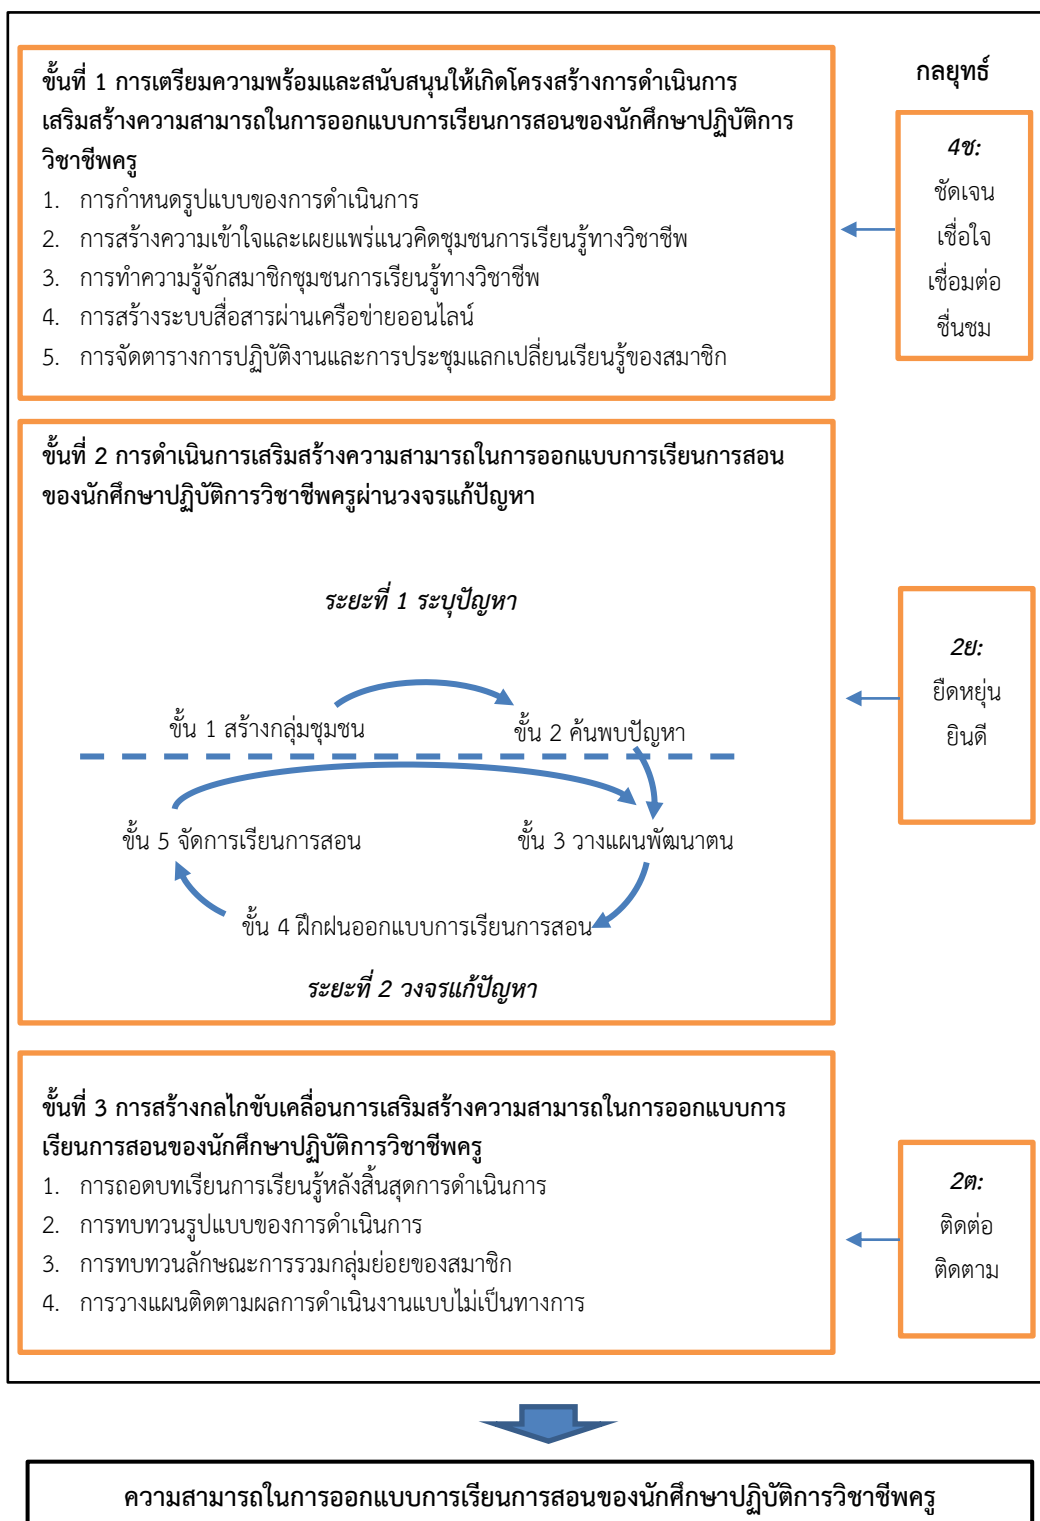 ขั้นที่ 1 การเตรียมความพร้อมและสนับสนุนให้เกิดโครงสร้างการดำเนินการ
เสริมสร้างความสามารถในการออกแบบการเรียนการสอนของนักศึกษาปฏิบัติการ
วิชาชีพครู
1. การกำหนดรูปแบบของการดำเนินการ
2. การสร้างความเข้าใจและเผยแพร่แนวคิดชุมชนการเรียนรู้ทางวิชาชีพ
3. การทำความรู้จักสมาชิกชุมชนการเรียนรู้ทางวิชาชีพ
4. การสร้างระบบสื่อสารผ่านเครือข่ายออนไลน์
5. การจัดตารางการปฏิบัติงานและการประชุมแลกเปลี่ยนเรียนรู้ของสมาชิก
กลยุทธ์
4ช:
ชัดเจน
เชื่อใจ
เชื่อมต่อ
ชื่นชม
ขั้นที่ 2 การดำเนินการเสริมสร้างความสามารถในการออกแบบการเรียนการสอน
ของนักศึกษาปฏิบัติการวิชาชีพครูผ่านวงจรแก้ปัญหา
ระยะที่ 1 ระบุปัญหา
ขั้น 1 สร้างกลุ่มชุมชน
ขั้น 2 ค้นพบปัญหา
ขั้น 5 จัดการเรียนการสอน
ขั้น 3 วางแผนพัฒนาตน
ขั้น 4 ฝึกฝนออกแบบการเรียนการสอน
ระยะที่ 2 วงจรแก้ปัญหา
2ย:
ยืดหยุ่น
ยินดี
ขั้นที่ 3 การสร้างกลไกขับเคลื่อนการเสริมสร้างความสามารถในการออกแบบการ
เรียนการสอนของนักศึกษาปฏิบัติการวิชาชีพครู
1. การถอดบทเรียนการเรียนรู้หลังสิ้นสุดการดำเนินการ
2. การทบทวนรูปแบบของการดำเนินการ
3. การทบทวนลักษณะการรวมกลุ่มย่อยของสมาชิก
4. การวางแผนติดตามผลการดำเนินงานแบบไม่เป็นทางการ
2ต:
ติดต่อ
ติดตาม
ความสามารถในการออกแบบการเรียนการสอนของนักศึกษาปฏิบัติการวิชาชีพครู